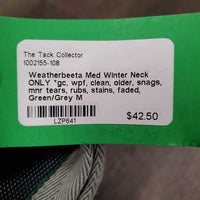 The Tack Collector
1002155-108
Weatherbeeta Med Winter Neck
ONLY *gc, wpf, clean, older, snags,
mnr tears, rubs, stains, faded,
Green/Grey M
LZP641
$42.50